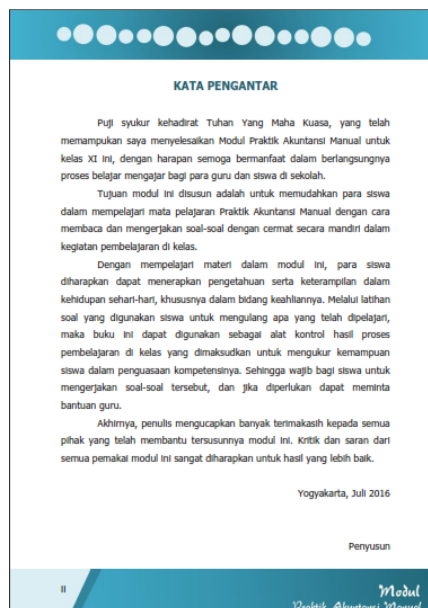 KATA PENGANTAR
Puji syukur kehadirat Tuhan Yang Maha Kuasa, yang telah
memampukan saya menyelesaikan Modul Praktik Akuntansi Manual untuk
kelas XI ini, dengan harapan semoga bermanfaat dalam berlangsungnya
proses belajar mengajar bagi para guru dan siswa di sekolah.
Tujuan modul ini disusun adalah untuk memudahkan para siswa
dalam mempelajari mata pelajaran Praktik Akuntansi Manual dengan cara
membaca dan mengerjakan soal-soal dengan cermat secara mandiri dalam
kegiatan pembelajaran di kelas.
Dengan mempelajari materi dalam modul ini, para siswa
diharapkan dapat menerapkan pengetahuan serta keterampilan dalam
kehidupan sehari-hari, khususnya dalam bidang keahliannya. Melalui latihan
soal yang digunakan siswa untuk mengulang apa yang telah dipelajari,
maka buku ini dapat digunakan sebagai alat kontrol hasil proses
pembelajaran di kelas yang dimaksudkan untuk mengukur kemampuan
siswa dalam penguasaan kompetensinya. Sehingga wajib bagi siswa untuk
mengerjakan soal-soal tersebut, dan jika diperlukan dapat meminta
bantuan guru.
Akhirnya, penulis mengucapkan banyak terimakasih kepada semua
pihak yang telah membantu tersusunnya modul ini. Kritik dan saran dari
semua pemakai modul ini sangat diharapkan untuk hasil yang lebih baik.
Yogyakarta, Juli 2016
Penyusun
II
Modul
Praktik Akuntansi Manual